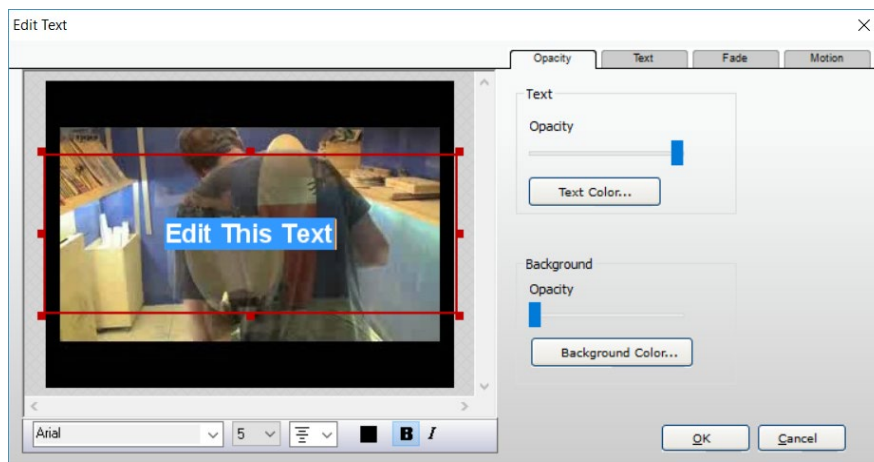 Edit Text
Opacity Text Fade Motion
Text
Opacity
Text Color...
Edit This Text
Background
Opacity
Background Color...
Arial 5 B I
OK Cancel